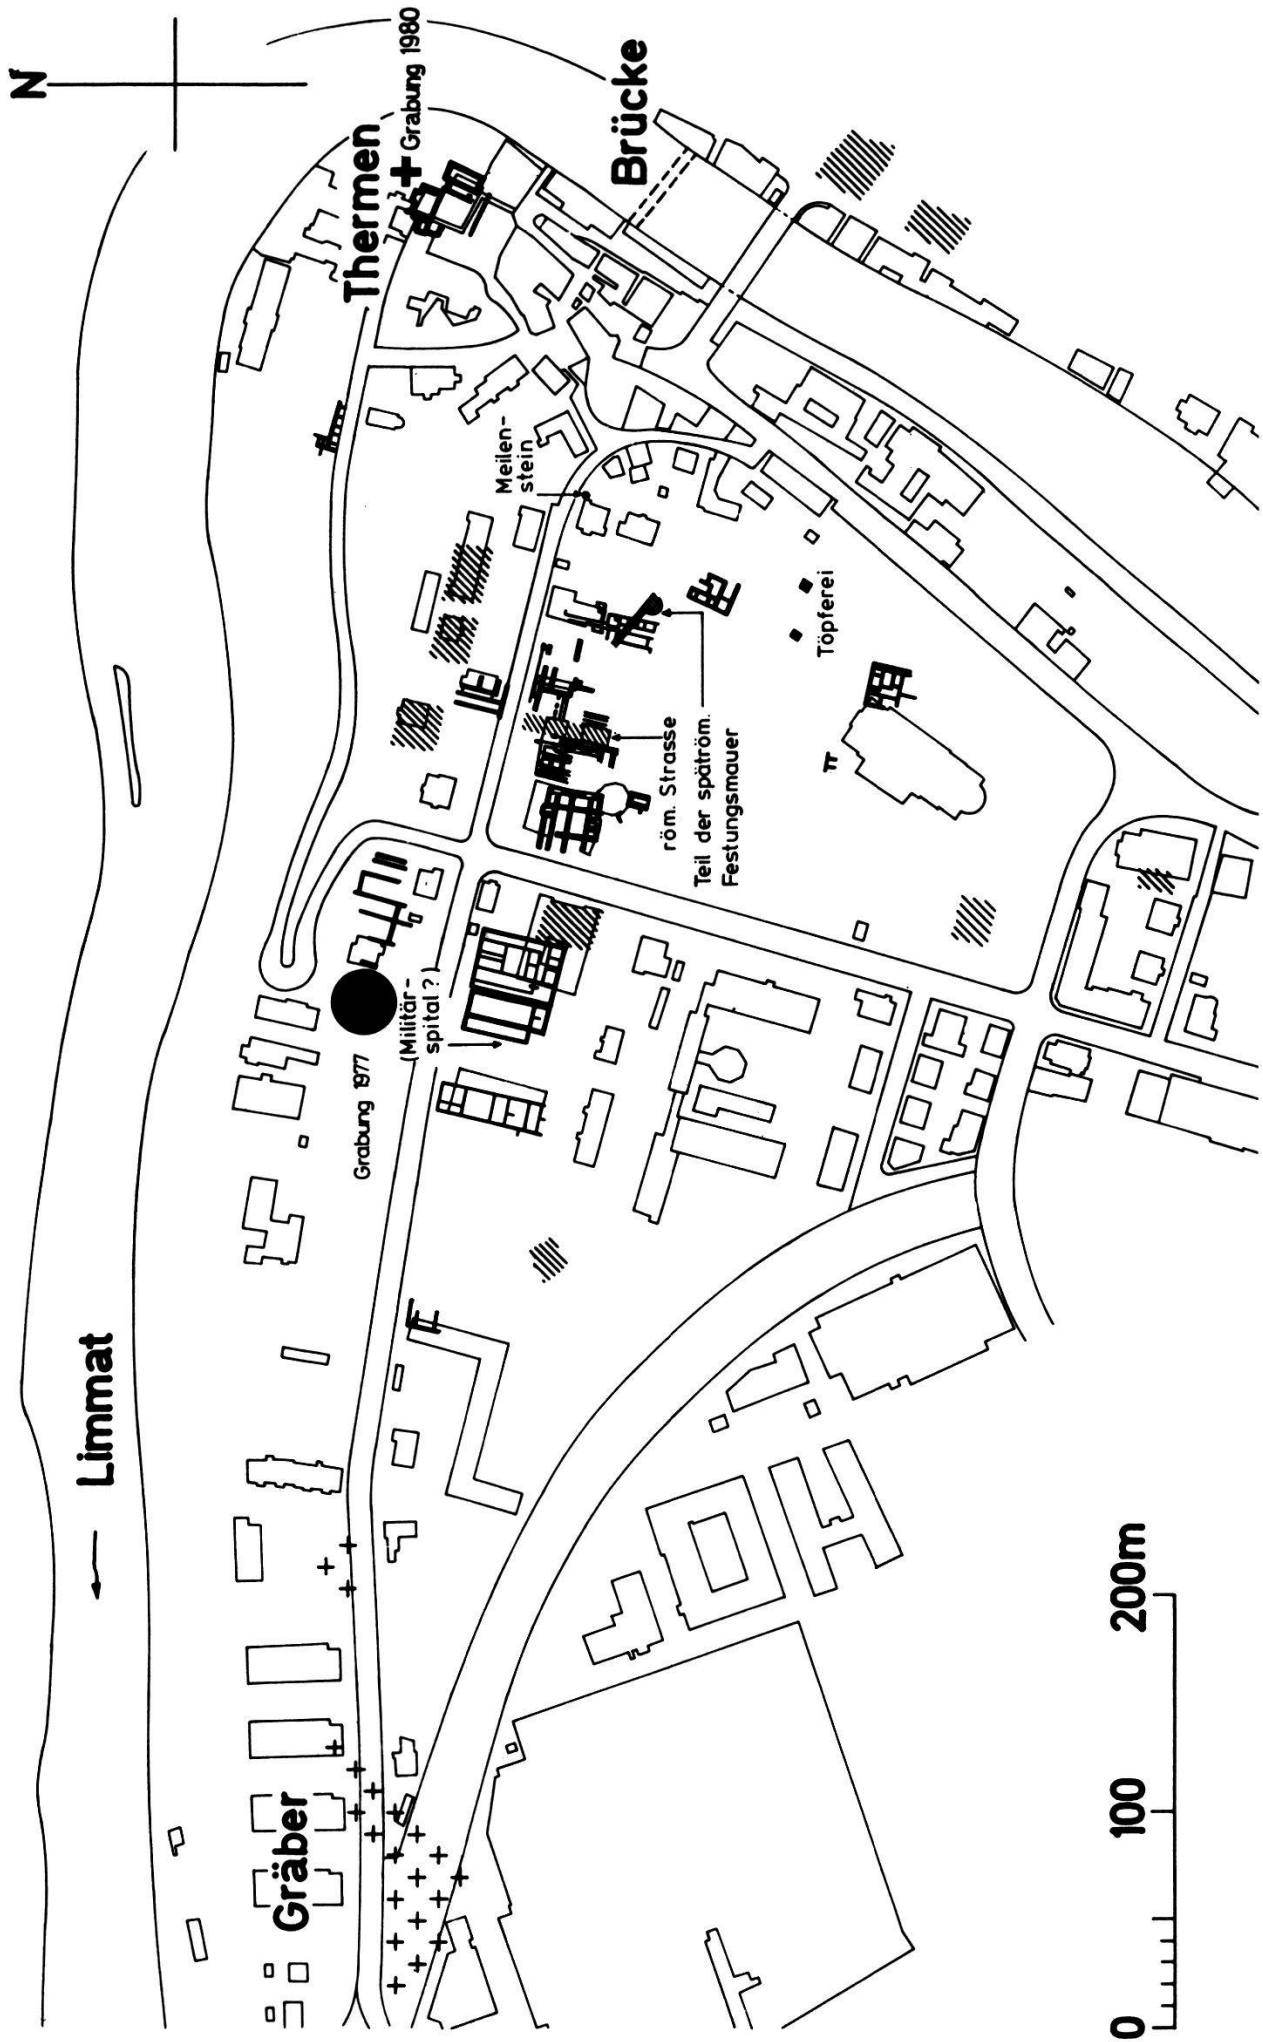 N
Thermen
Grabung 1980
Brücke
Meilen-
stein
Töpferei
röm. Strasse
Teil der spätröm.
Festungsmauer
(Militär-
spital?)
Grabung 1977
Limmat
Gräber
0 100 200m